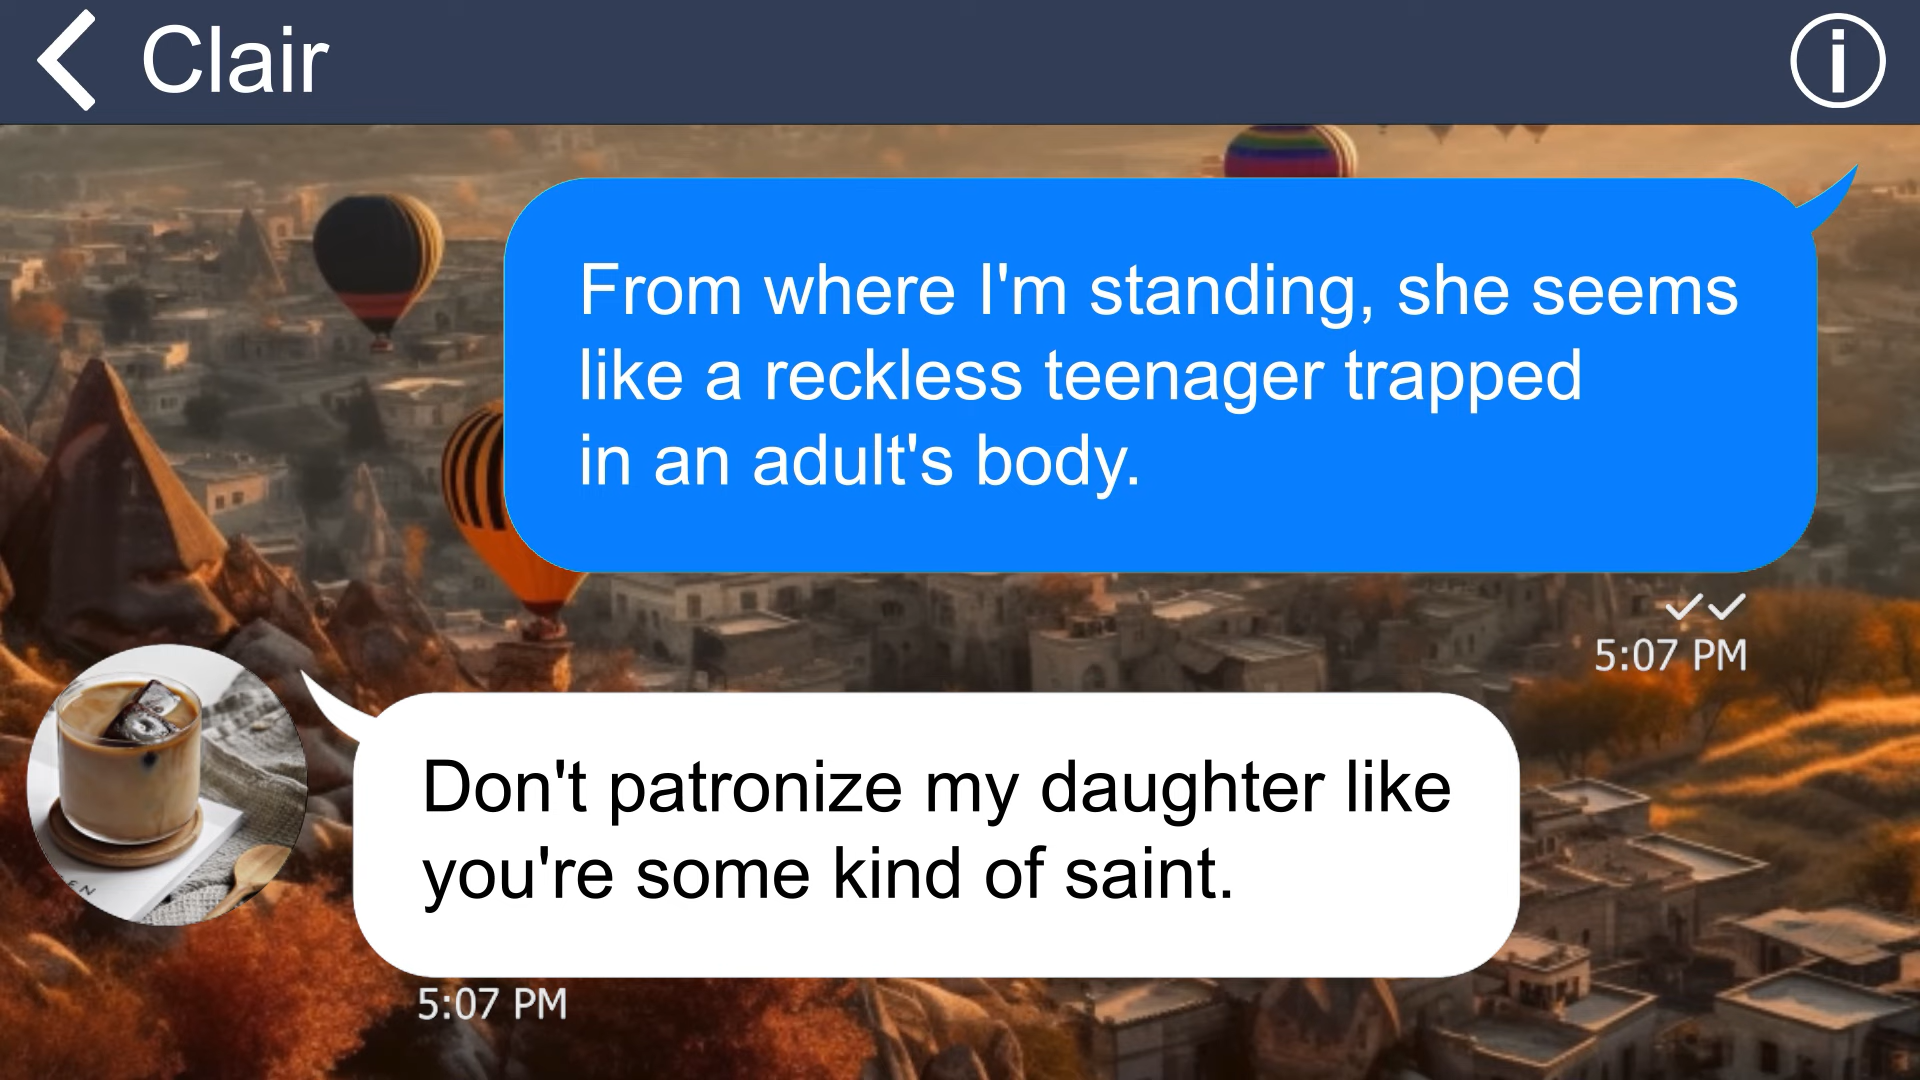 Clair
From where I'm standing, she seems
like a reckless teenager trapped
in an adult's body.
5:07 PM
Don't patronize my daughter like
you're some kind of saint.
5:07 PM